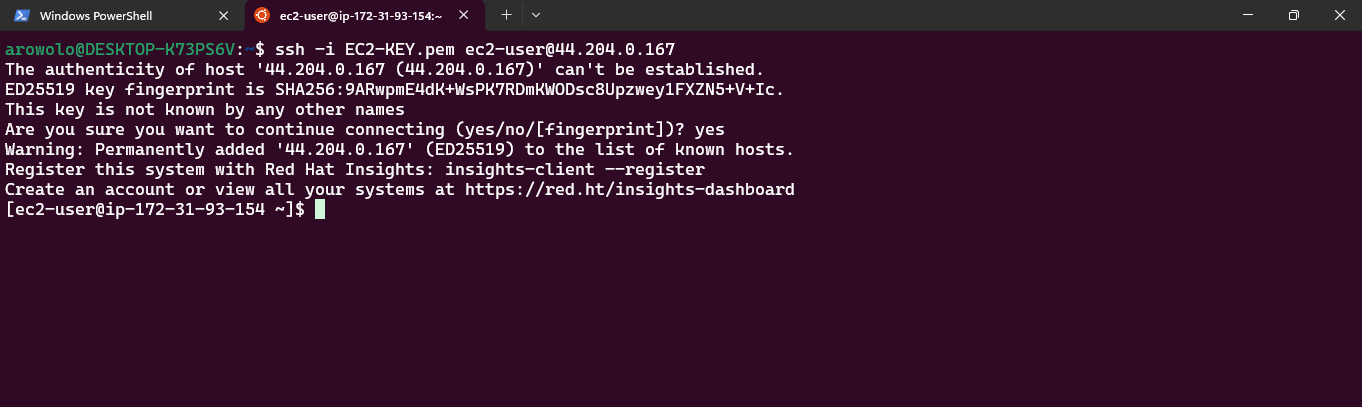 Windows PowerShell
ec2-user@ip-172-31-93-154:~
arowolo@DESKTOP-K73PS6V:~$ ssh -i EC2-KEY.pem ec2-user@44.204.0.167
The authenticity of host '44.204.0.167 (44.204.0.167)' can't be established.
ED25519 key fingerprint is SHA256:9ARwpmE4dK+WsPK7RDmKWODsc8Upzwey1FXZN5+V+Ic.
This key is not known by any other names
Are you sure you want to continue connecting (yes/no/[fingerprint])? yes
Warning: Permanently added '44.204.0.167' (ED25519) to the list of known hosts.
Register this system with Red Hat Insights: insights-client --register
Create an account or view all your systems at https://red.ht/insights-dashboard
[ec2-user@ip-172-31-93-154 ~]$